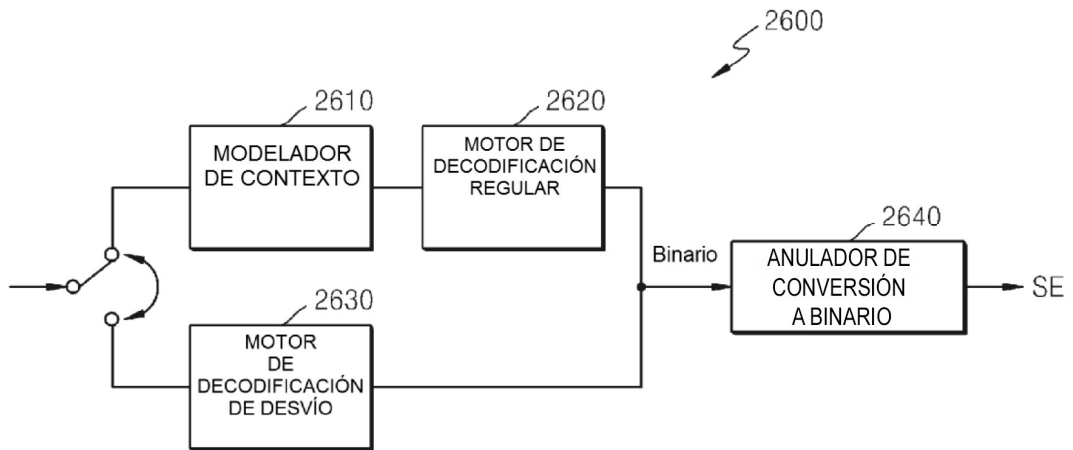 2600
2610
MODELADOR
DE CONTEXTO
2620
MOTOR DE
DECODIFICACIÓN
REGULAR
2630
MOTOR
DE
DECODIFICACIÓN
DE DESVÍO
Binario
2640
ANULADOR DE
CONVERSIÓN
A BINARIO
SE